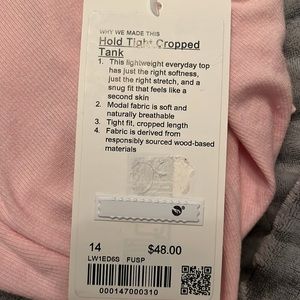 WHY WE MADE THIS
Hold Tight Cropped
Tank
1. This lightweight everyday top
has just the right softness,
just the right stretch, and a
snug fit that feels like a
second skin
2. Modal fabric is soft and
naturally breathable
3. Tight fit, cropped length
4. Fabric is derived from
responsibly sourced wood-based
materials
14 $48.00
LW1ED6S FUSP
000147000310